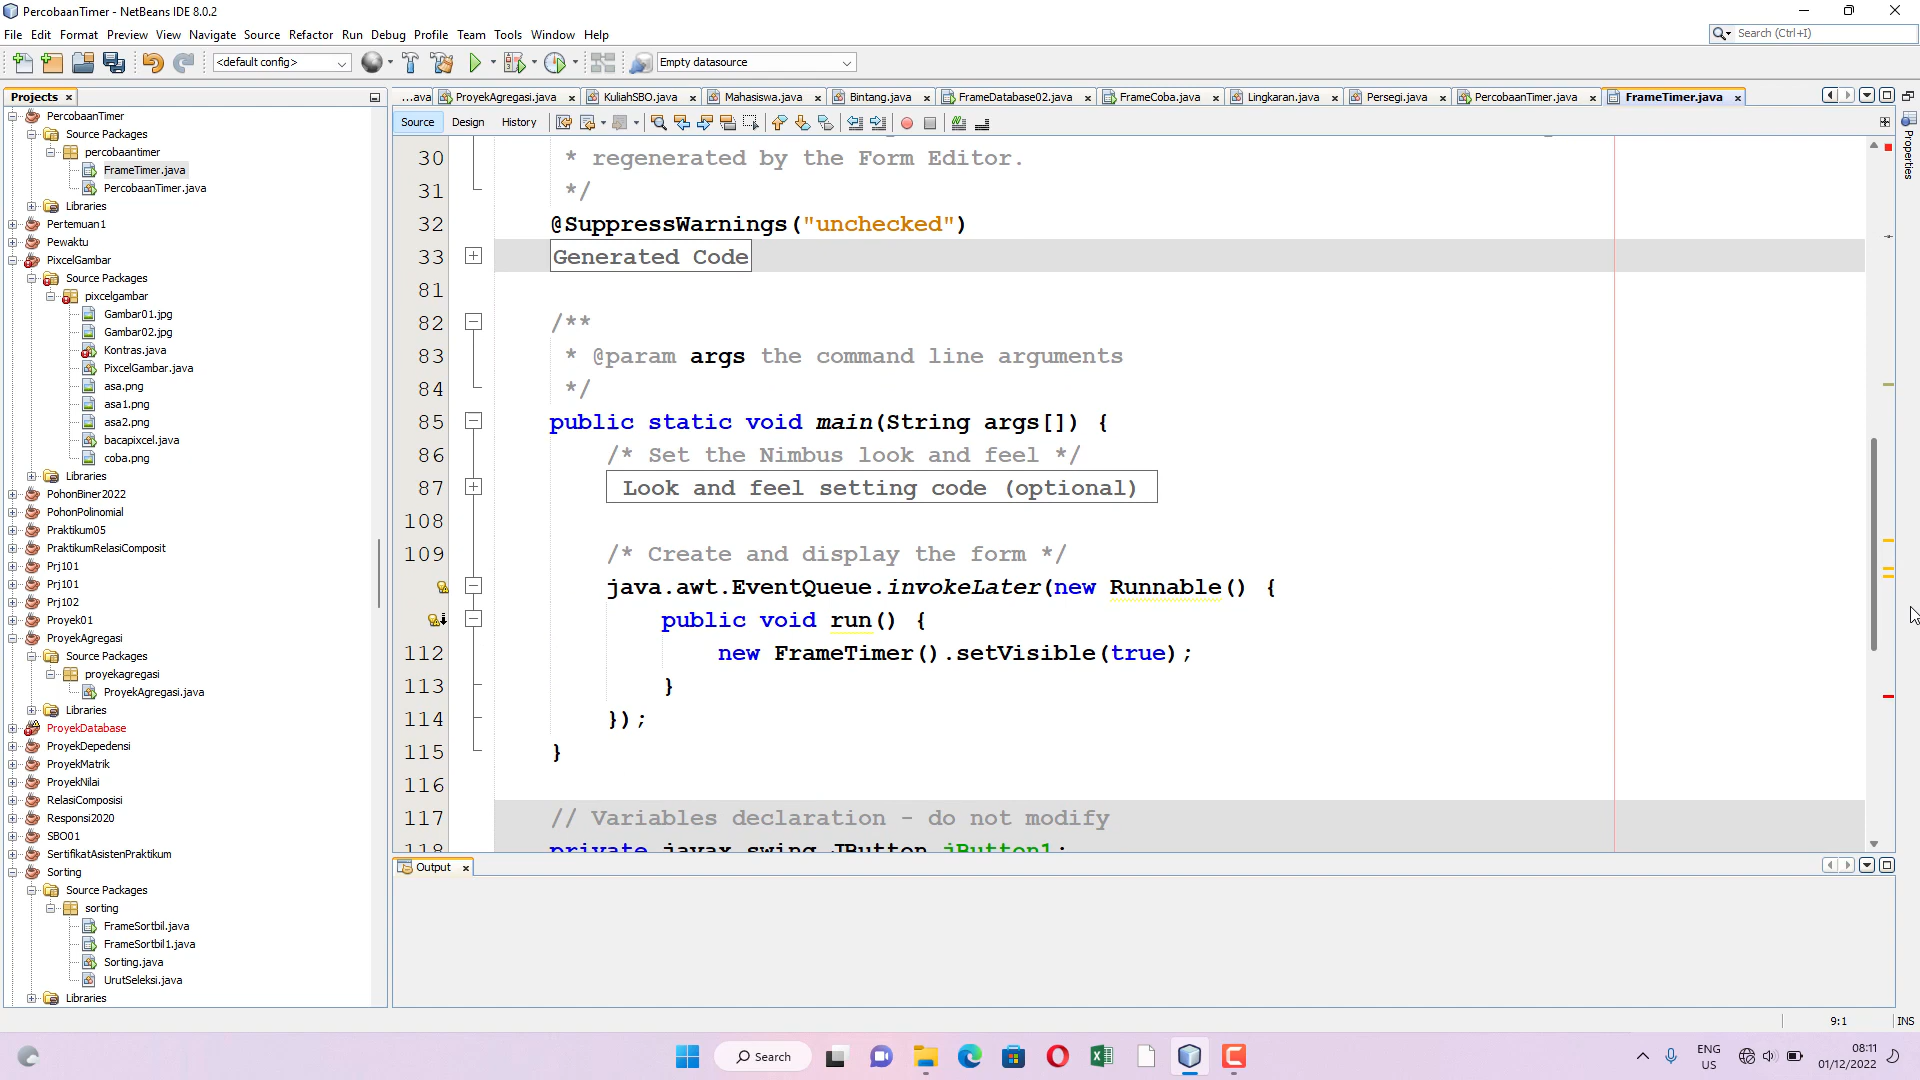 PercobaanTimer - NetBeans IDE 8.0.2
File Edit Format Preview View Navigate Source Refactor Run Debug Profile Team Tools Window Help
Search (Ctrl+I)
<default config>
Empty datasource
Projects
...ava ProyekAgregasi.java KuliahSBO.java Mahasiswa.java Bintang.java FrameDatabase02.java FrameCoba.java Lingkaran.java Persegi.java PercobaanTimer.java FrameTimer.java
Source Design History
Properties
PercobaanTimer
Source Packages
percobaantimer
FrameTimer.java
PercobaanTimer.java
Libraries
Pertemuan1
Pewaktu
PixcelGambar
Source Packages
pixcelgambar
Gambar01.jpg
Gambar02.jpg
Kontras.java
PixcelGambar.java
asa.png
asa1.png
asa2.png
bacapixcel.java
coba.png
Libraries
PohonBiner2022
PohonPolinomial
Praktikum05
PraktikumRelasiComposit
Prj101
Prj101
Prj102
Proyek01
ProyekAgregasi
Source Packages
proyekagregasi
ProyekAgregasi.java
Libraries
ProyekDatabase
ProyekDepedensi
ProyekMatrik
ProyekNilai
RelasiComposisi
Responsi2020
SBO01
SertifikatAsistenPraktikum
Sorting
Source Packages
sorting
FrameSortbil.java
FrameSortbil1.java
Sorting.java
UrutSeleksi.java
Libraries
30 * regenerated by the Form Editor.
31 */
32 @SuppressWarnings("unchecked")
33 Generated Code
81
82 /**
83 * @param args the command line arguments
84 */
85 public static void main(String args[]) {
86 /* Set the Nimbus look and feel */
87 Look and feel setting code (optional)
108
109 /* Create and display the form */
java.awt.EventQueue.invokeLater(new Runnable() {
public void run() {
112 new FrameTimer().setVisible(true);
113 }
114 });
115 }
116
117 // Variables declaration - do not modify
118 private javax.swing.JButton jButton1;
Output
9:1 INS
Search
ENG
US
08:11
01/12/2022